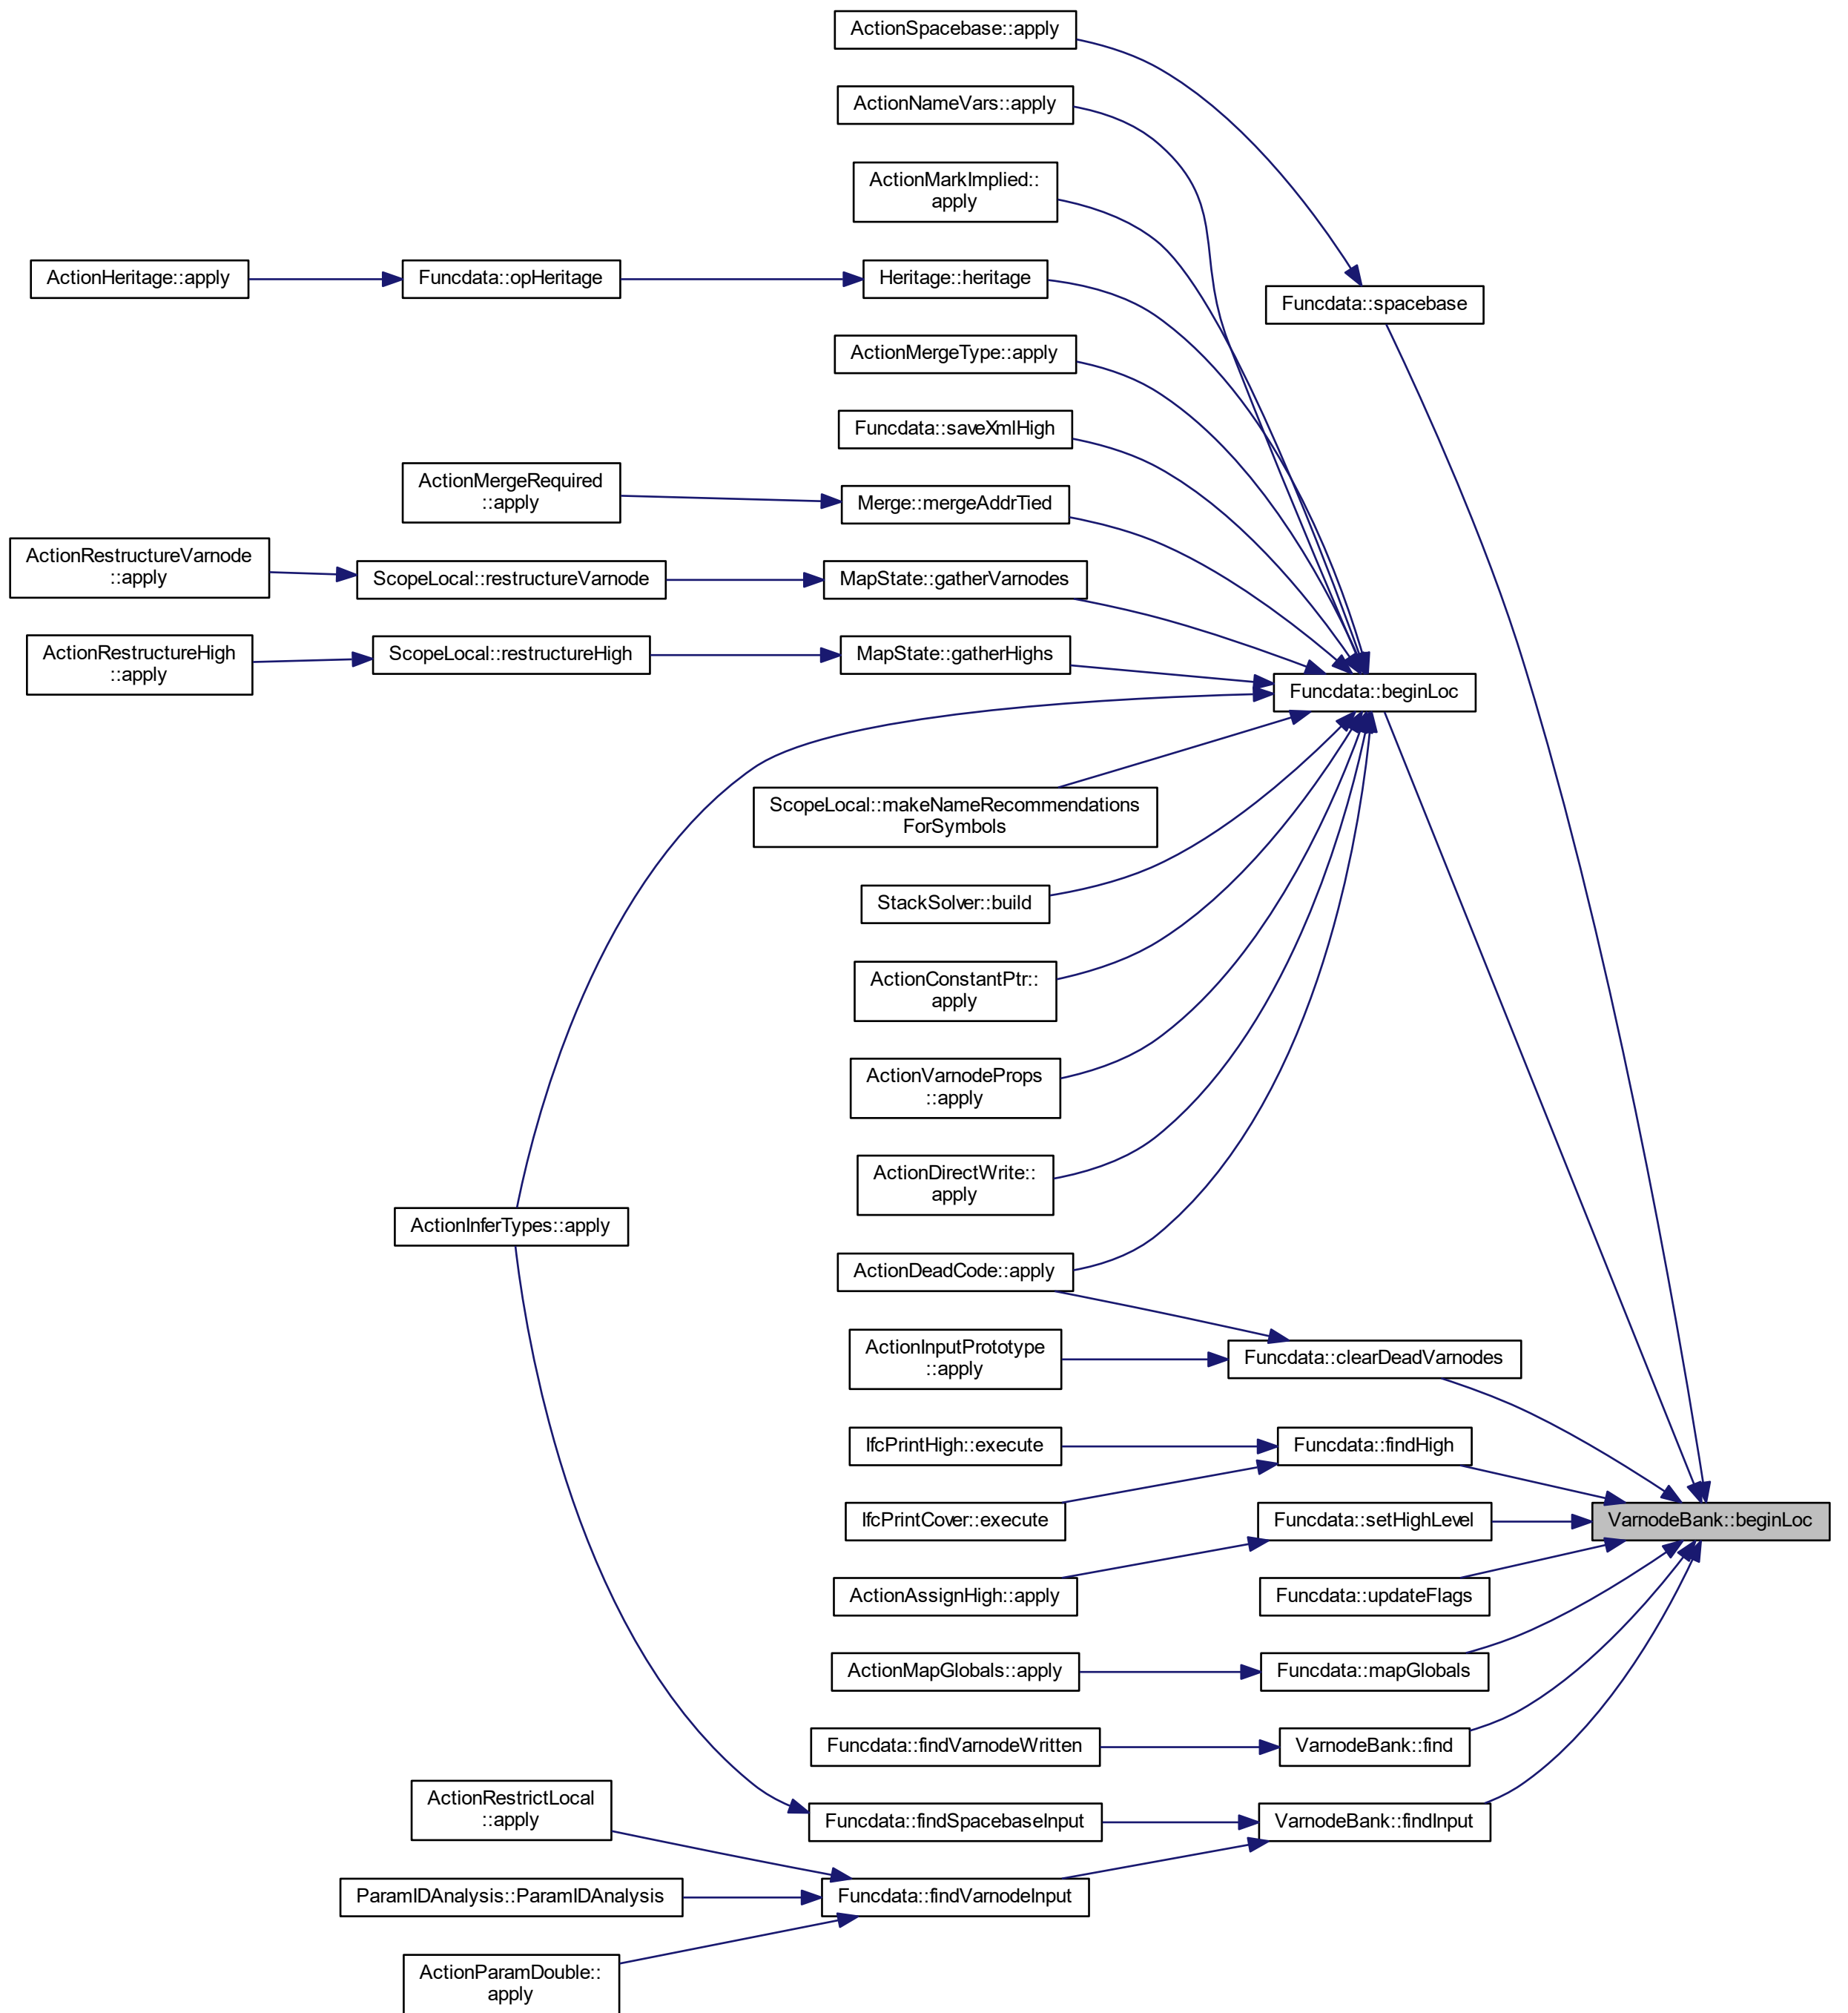 ActionSpacebase::apply
ActionNameVars::apply
ActionMarkImplied::
apply
Funcdata::spacebase
ActionHeritage::apply
Funcdata::opHeritage
Heritage::heritage
ActionMergeType::apply
Funcdata::saveXmlHigh
ActionMergeRequired
::apply
Merge::mergeAddrTied
ActionRestructureVarnode
::apply
ScopeLocal::restructureVarnode
MapState::gatherVarnodes
ActionRestructureHigh
::apply
ScopeLocal::restructureHigh
MapState::gatherHighs
Funcdata::beginLoc
ScopeLocal::makeNameRecommendations
ForSymbols
StackSolver::build
ActionConstantPtr::
apply
ActionVarnodeProps
::apply
ActionDirectWrite::
apply
ActionInferTypes::apply
ActionDeadCode::apply
ActionInputPrototype
::apply
Funcdata::clearDeadVarnodes
IfcPrintHigh::execute
Funcdata::findHigh
IfcPrintCover::execute
Funcdata::setHighLevel
VarnodeBank::beginLoc
ActionAssignHigh::apply
Funcdata::updateFlags
ActionMapGlobals::apply
Funcdata::mapGlobals
Funcdata::findVarnodeWritten
VarnodeBank::find
ActionRestrictLocal
::apply
Funcdata::findSpacebaseInput
VarnodeBank::findInput
ParamIDAnalysis::ParamIDAnalysis
Funcdata::findVarnodeInput
ActionParamDouble::
apply